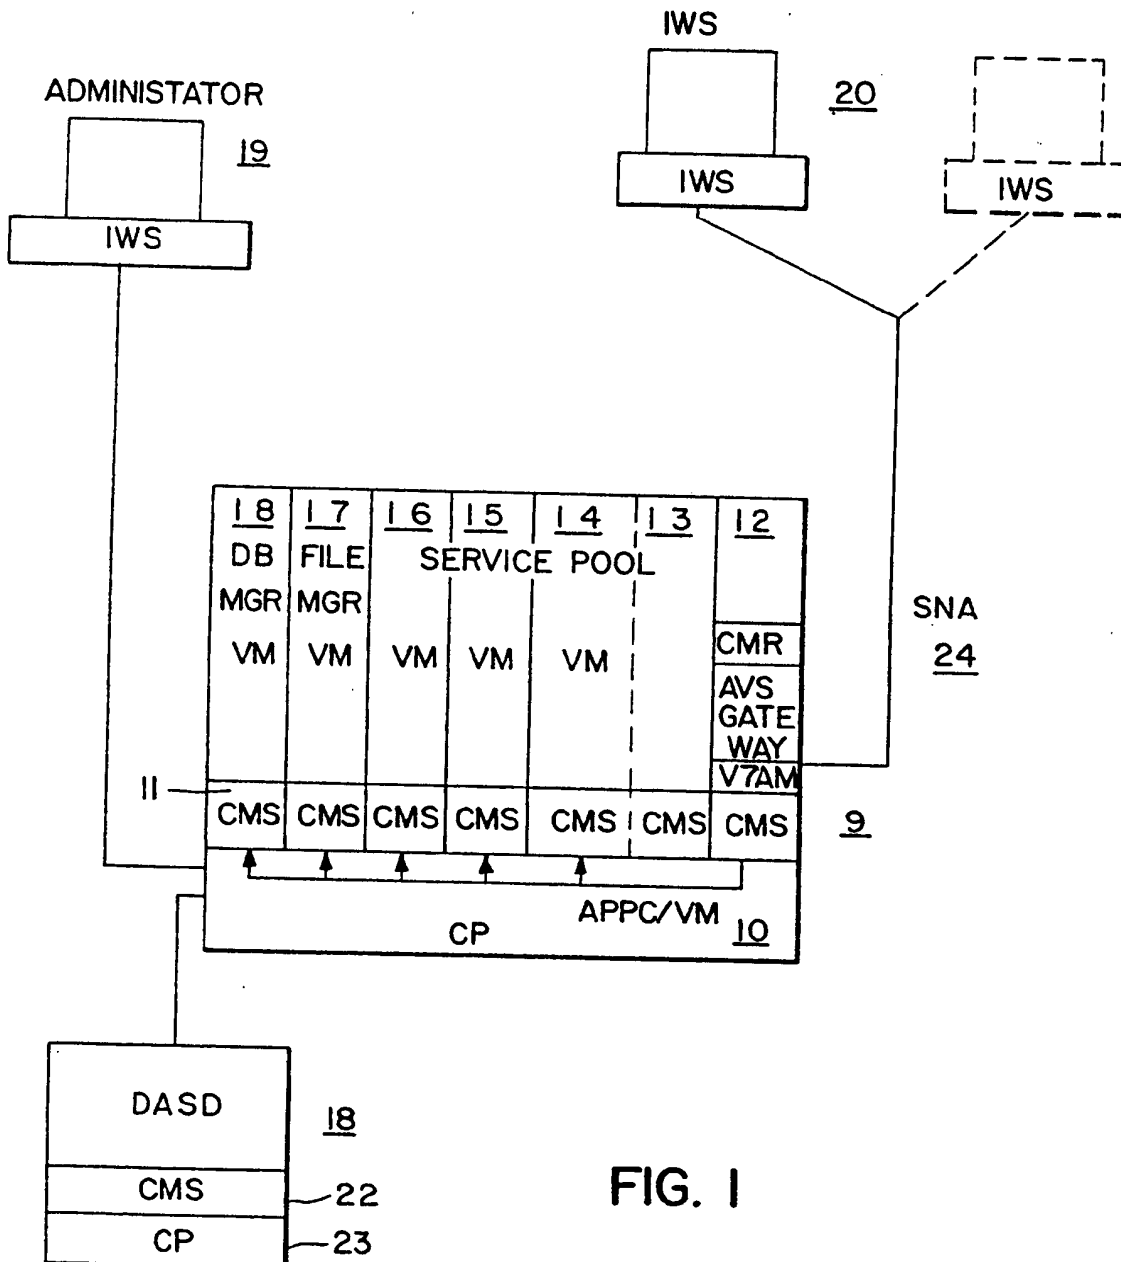 IWS
ADMINISTATOR
19
20
IWS
IWS
IWS
18 17 16 15 14 13 12
DB FILE SERVICE POOL
MGR MGR
VM VM VM VM VM
CMR
AVS
GATE
WAY
V7AM
SNA
24
11
CMS CMS CMS CMS CMS CMS CMS
9
APPC/VM
CP
10
DASD
18
CMS
22
CP
23
FIG. 1